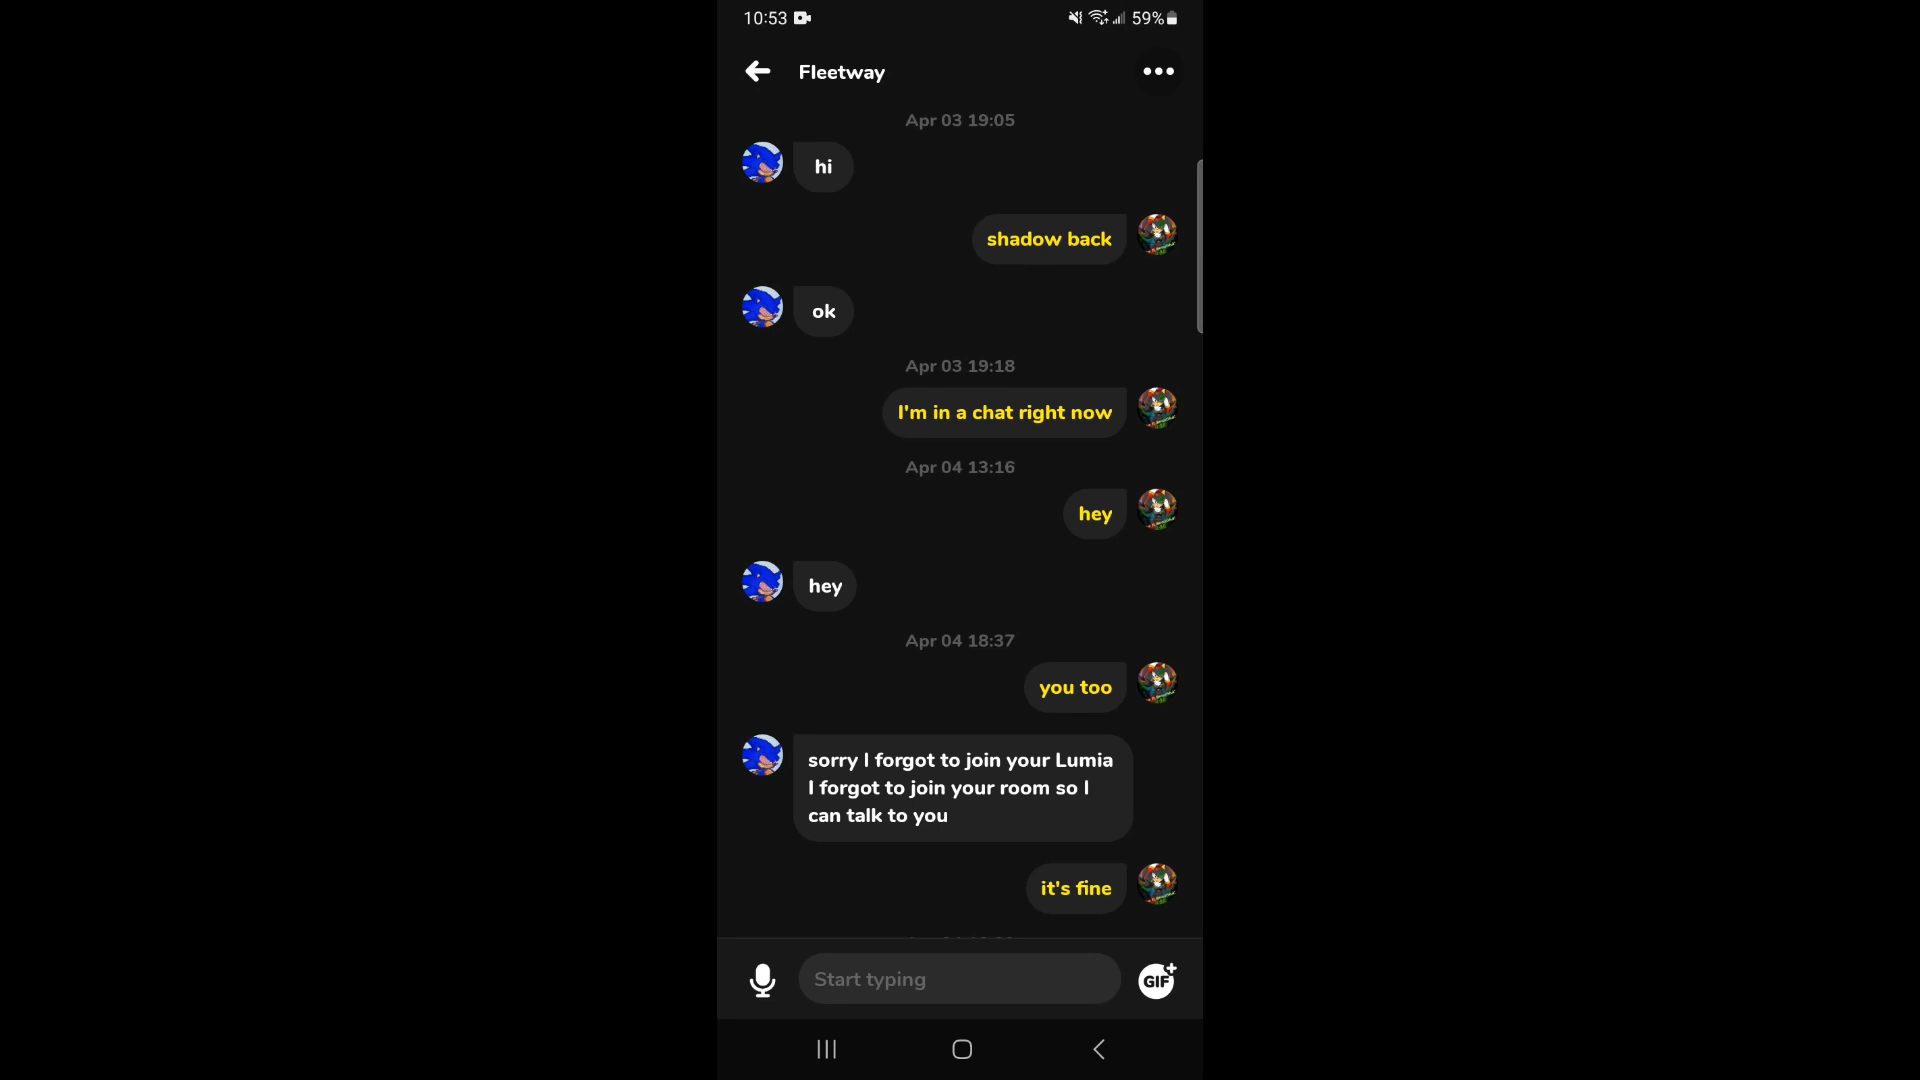 10:53
59%
Fleetway
Apr 03 19:05
hi
shadow back
ok
Apr 03 19:18
I'm in a chat right now
Apr 04 13:16
hey
hey
Apr 04 18:37
you too
sorry I forgot to join your Lumia
I forgot to join your room so I
can talk to you
it's fine
Start typing
GIF